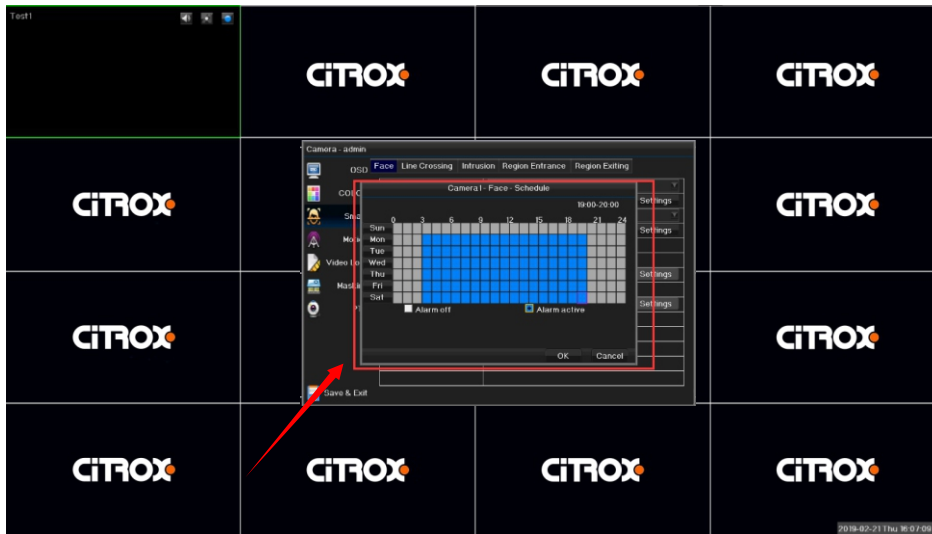 Test1
CiTROX CiTROX CiTROX
Camera - admin
Face Line Crossing Intrusion Region Entrance Region Exiting
OSD
Camera1 - Face - Schedule
Settings
19:00-20:00
0 3 6 9 12 15 18 21 24
Sun
Settings
Mon
Tue
Wed
Thu
Settings
Fri
Sat
Settings
Alarm off Alarm active
OK Cancel
Save & Exit
CiTROX CiTROX
CiTROX CiTROX
CiTROX CiTROX CiTROX CiTROX
2019-02-21 Thu 16:07:09